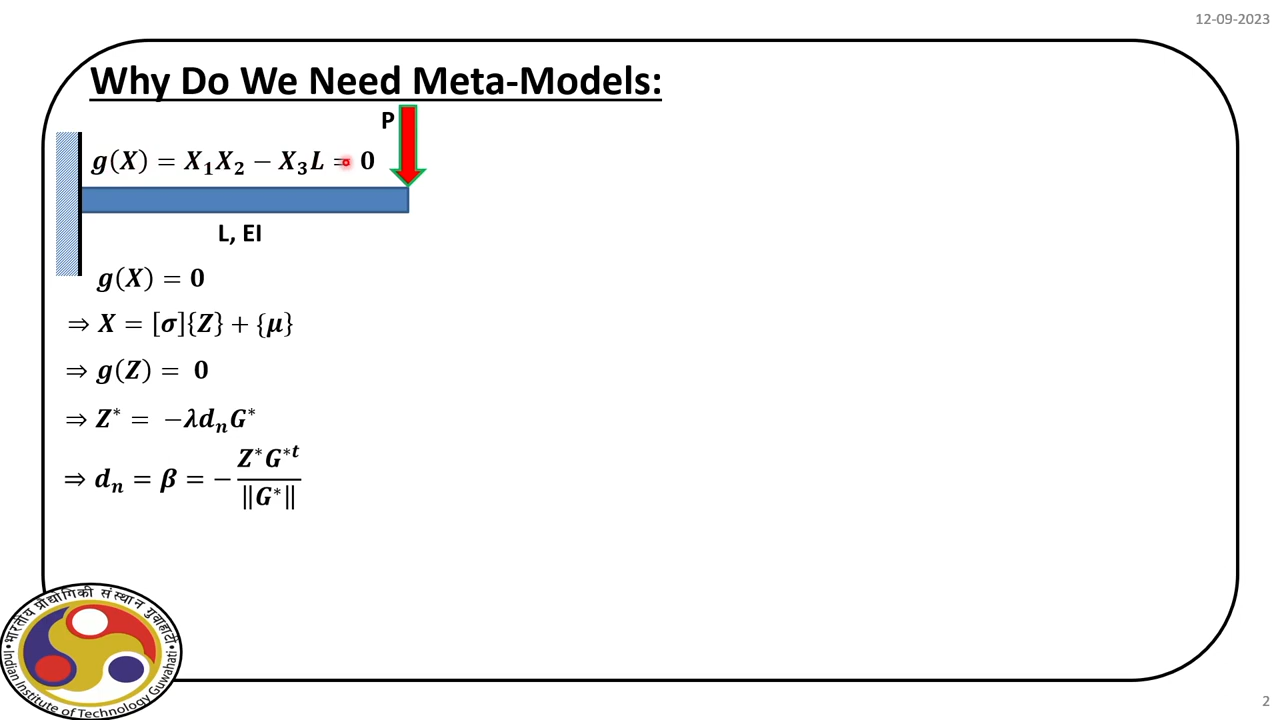 12-09-2023
Why Do We Need Meta-Models:
P
g(X) = X₁X₂ − X₃L = 0
L, EI
g(X) = 0
⇒ X = [σ]{Z} + {μ}
⇒ g(Z) = 0
⇒ Z* = −λdₙG*
⇒ dₙ = β = − Z*G*ᵗ / ‖G*‖
भारतीय प्रौद्योगिकी संस्थान गुवाहाटी
Indian Institute of Technology Guwahati
2